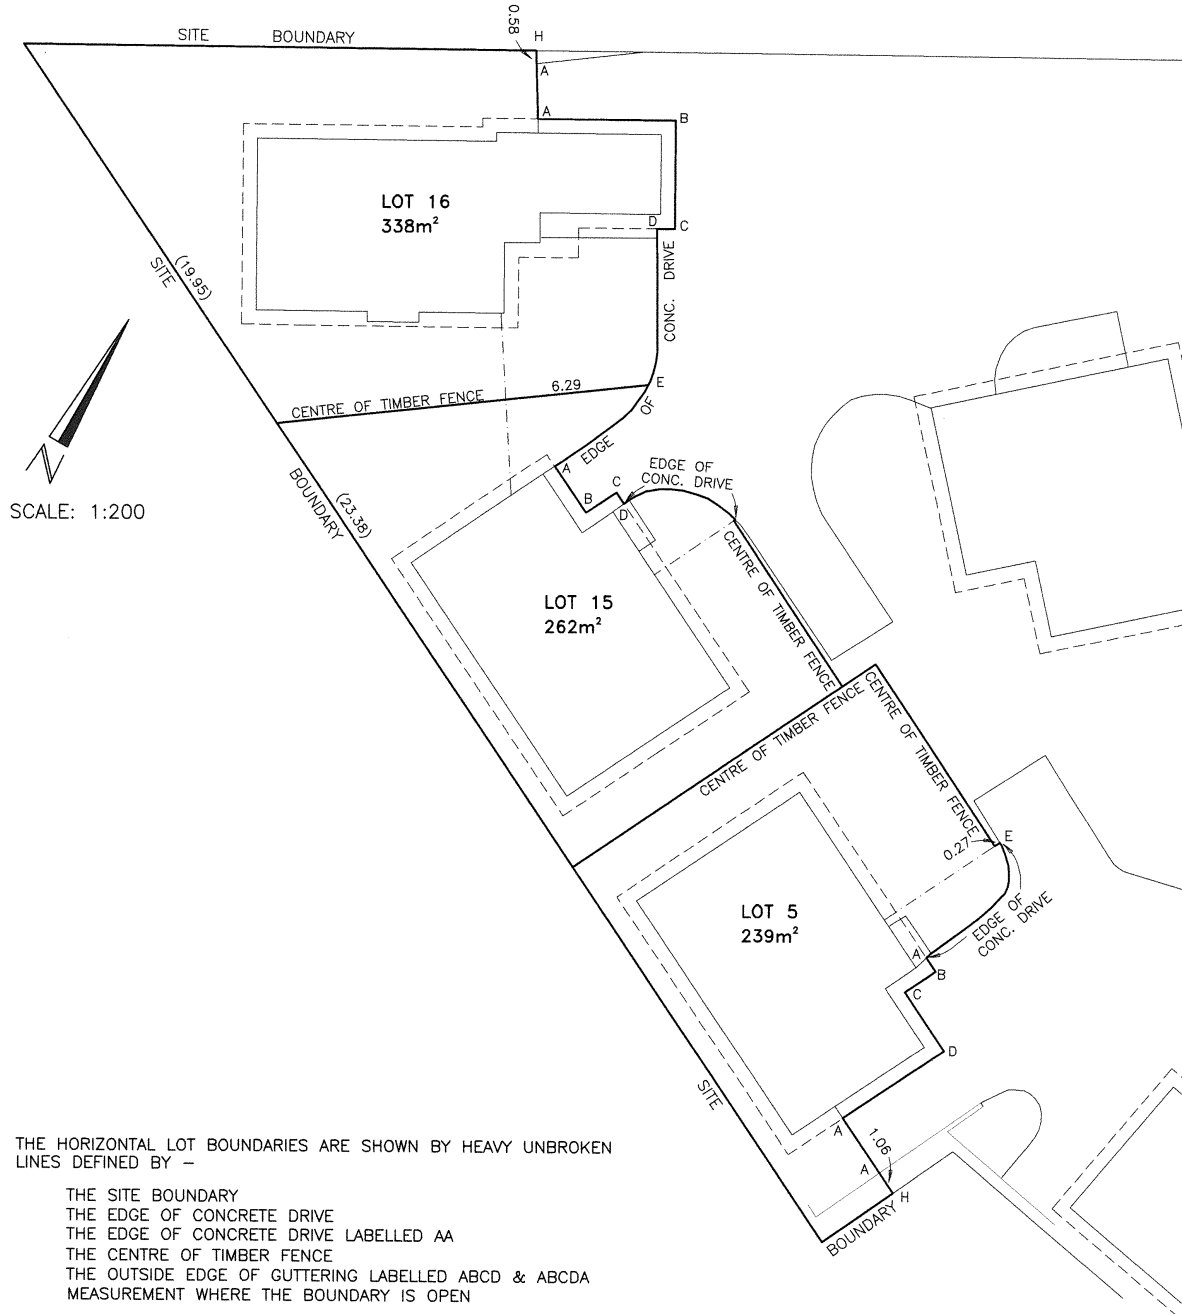 SITE BOUNDARY
H
0.58
A
A
B
LOT 16
338m²
D
C
CONC. DRIVE
(19.95)
SITE
6.29
CENTRE OF TIMBER FENCE
E
OF
EDGE
A
N
SCALE: 1:200
BOUNDARY
(23.38)
EDGE OF
CONC. DRIVE
C
B
D
CENTRE OF TIMBER FENCE
LOT 15
262m²
CENTRE OF TIMBER FENCE
CENTRE OF TIMBER FENCE
0.27
E
LOT 5
239m²
EDGE OF
CONC. DRIVE
A
B
C
D
SITE
A
1.06
A
H
BOUNDARY
THE HORIZONTAL LOT BOUNDARIES ARE SHOWN BY HEAVY UNBROKEN
LINES DEFINED BY –
THE SITE BOUNDARY
THE EDGE OF CONCRETE DRIVE
THE EDGE OF CONCRETE DRIVE LABELLED AA
THE CENTRE OF TIMBER FENCE
THE OUTSIDE EDGE OF GUTTERING LABELLED ABCD & ABCDA
MEASUREMENT WHERE THE BOUNDARY IS OPEN